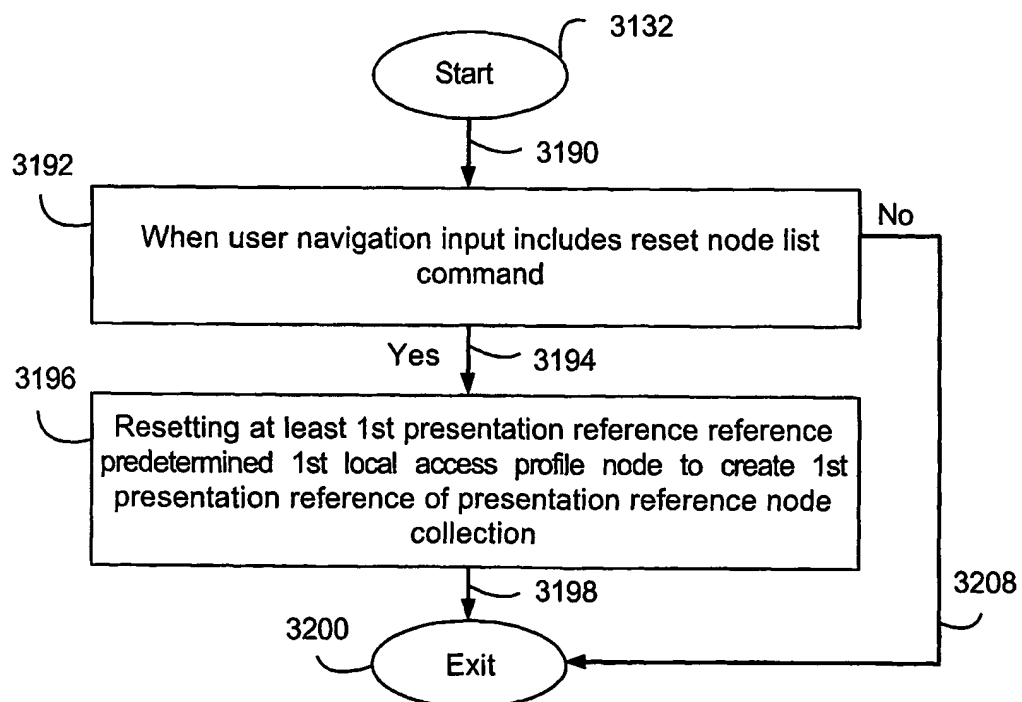 3132
Start
3190
3192
When user navigation input includes reset node list
command
No
Yes
3194
3196
Resetting at least 1st presentation reference reference
predetermined 1st local access profile node to create 1st
presentation reference of presentation reference node
collection
3198
3208
3200
Exit